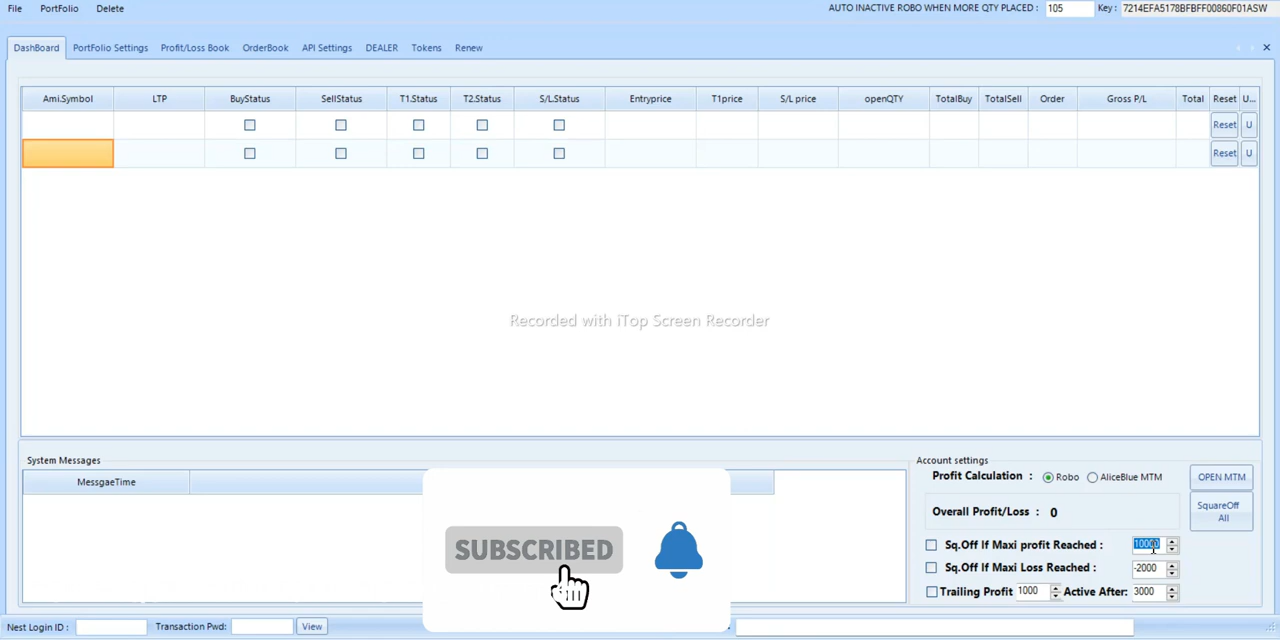 File PortFolio Delete AUTO INACTIVE ROBO WHEN MORE QTY PLACED : 105 Key : 7214EFA5178BFBFF00860F01ASW
DashBoard PortFolio Settings Profit/Loss Book OrderBook API Settings DEALER Tokens Renew
Ami.Symbol LTP BuyStatus SellStatus T1.Status T2.Status S/L.Status Entryprice T1price S/L price openQTY TotalBuy TotalSell Order Gross P/L Total Reset U...
Reset U
Reset U
Recorded with iTop Screen Recorder
System Messages
MessgaeTime
SUBSCRIBED
Account settings
Profit Calculation : Robo AliceBlue MTM OPEN MTM
Overall Profit/Loss : 0 SquareOff
All
Sq.Off If Maxi profit Reached : 10000
Sq.Off If Maxi Loss Reached : -2000
Trailing Profit 1000 Active After: 3000
Nest Login ID : Transaction Pwd: View